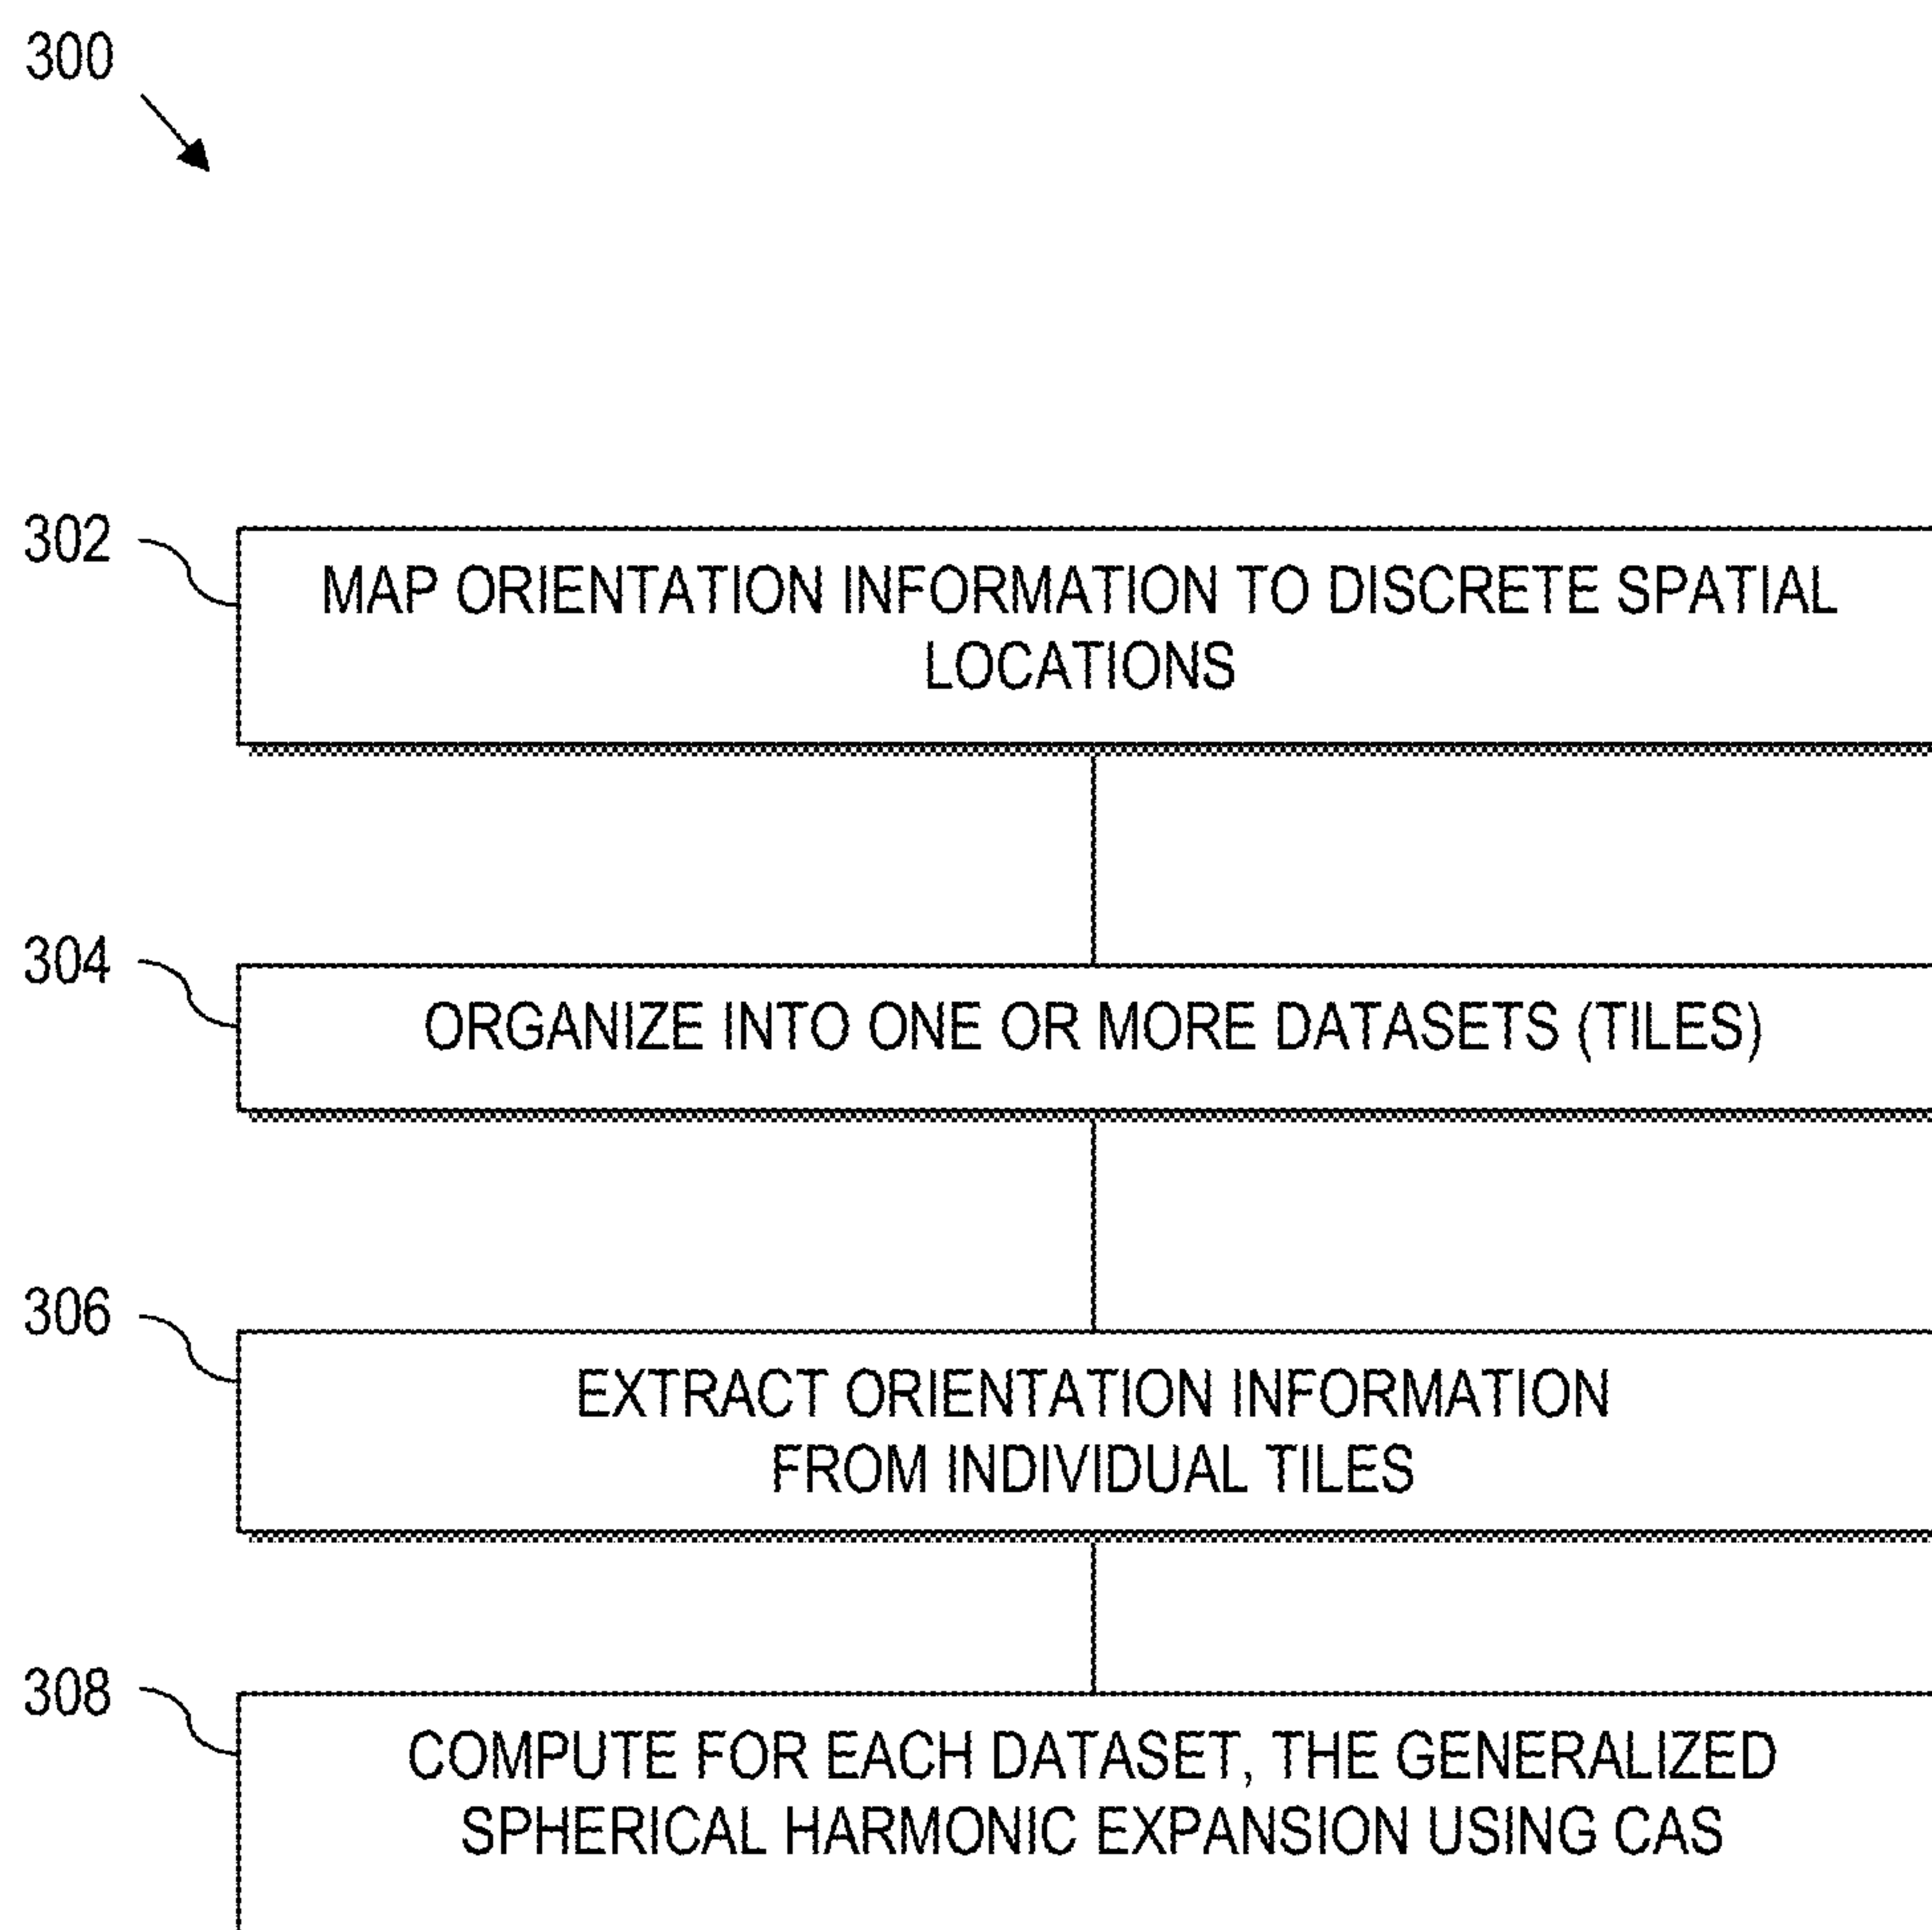 300
302
MAP ORIENTATION INFORMATION TO DISCRETE SPATIAL
LOCATIONS
304
ORGANIZE INTO ONE OR MORE DATASETS (TILES)
306
EXTRACT ORIENTATION INFORMATION
FROM INDIVIDUAL TILES
308
COMPUTE FOR EACH DATASET, THE GENERALIZED
SPHERICAL HARMONIC EXPANSION USING CAS